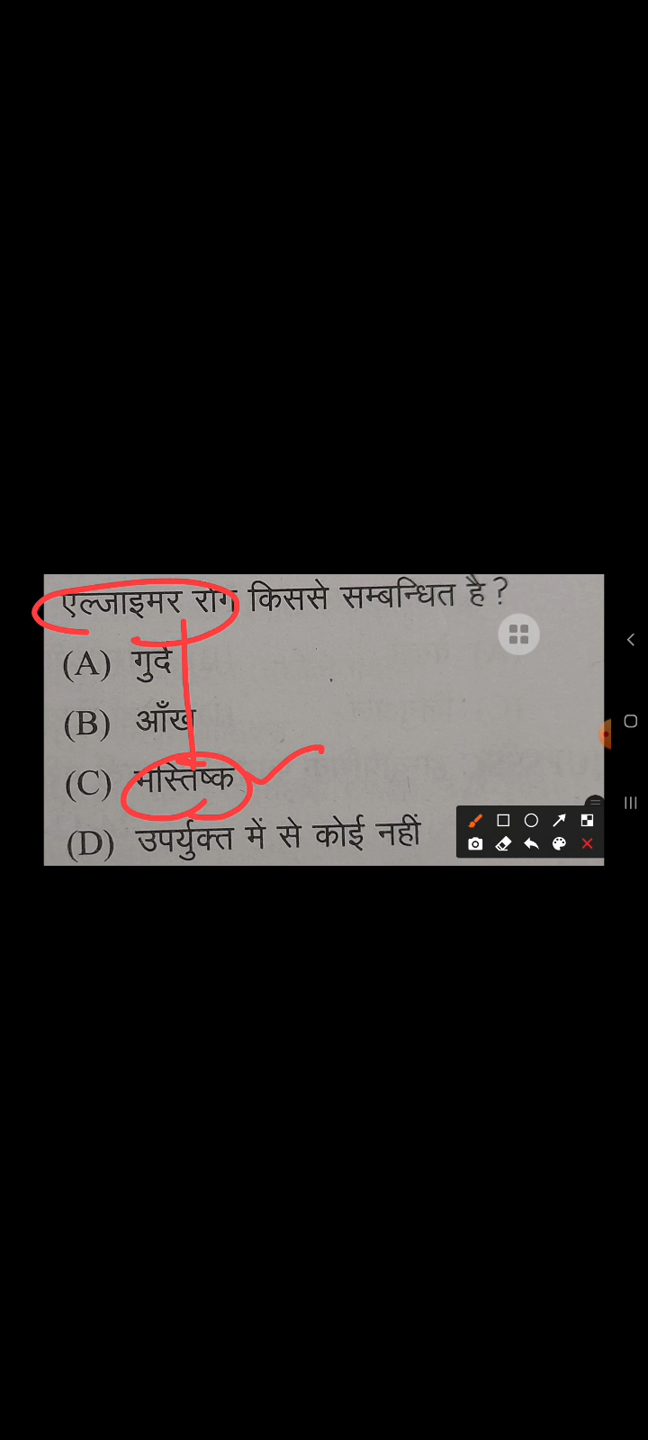 एल्जाइमर रोग किससे सम्बन्धित है?
(A) गुर्दे
(B) आँख
(C) मस्तिष्क
(D) उपर्युक्त में से कोई नहीं